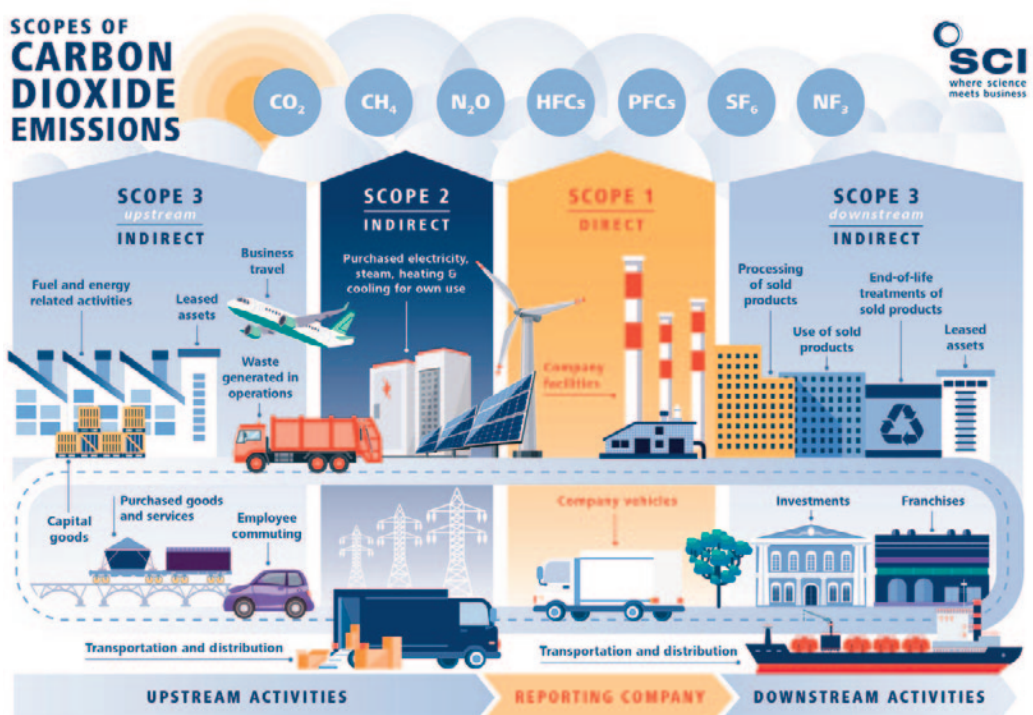 SCOPES OF
CARBON
DIOXIDE
EMISSIONS
SCI
where science
meets business
CO₂
CH₄
N₂O
HFCs
PFCs
SF₆
NF₃
SCOPE 3
upstream
INDIRECT
SCOPE 2
INDIRECT
SCOPE 1
DIRECT
SCOPE 3
downstream
INDIRECT
Fuel and energy
related activities
Leased
assets
Business
travel
Waste
generated in
operations
Purchased electricity,
steam, heating &
cooling for own use
Company
facilities
Processing
of sold
products
Use of sold
products
End-of-life
treatments of
sold products
Leased
assets
Capital
goods
Purchased goods
and services
Employee
commuting
Company vehicles
Investments
Franchises
Transportation and distribution
Transportation and distribution
UPSTREAM ACTIVITIES
REPORTING COMPANY
DOWNSTREAM ACTIVITIES